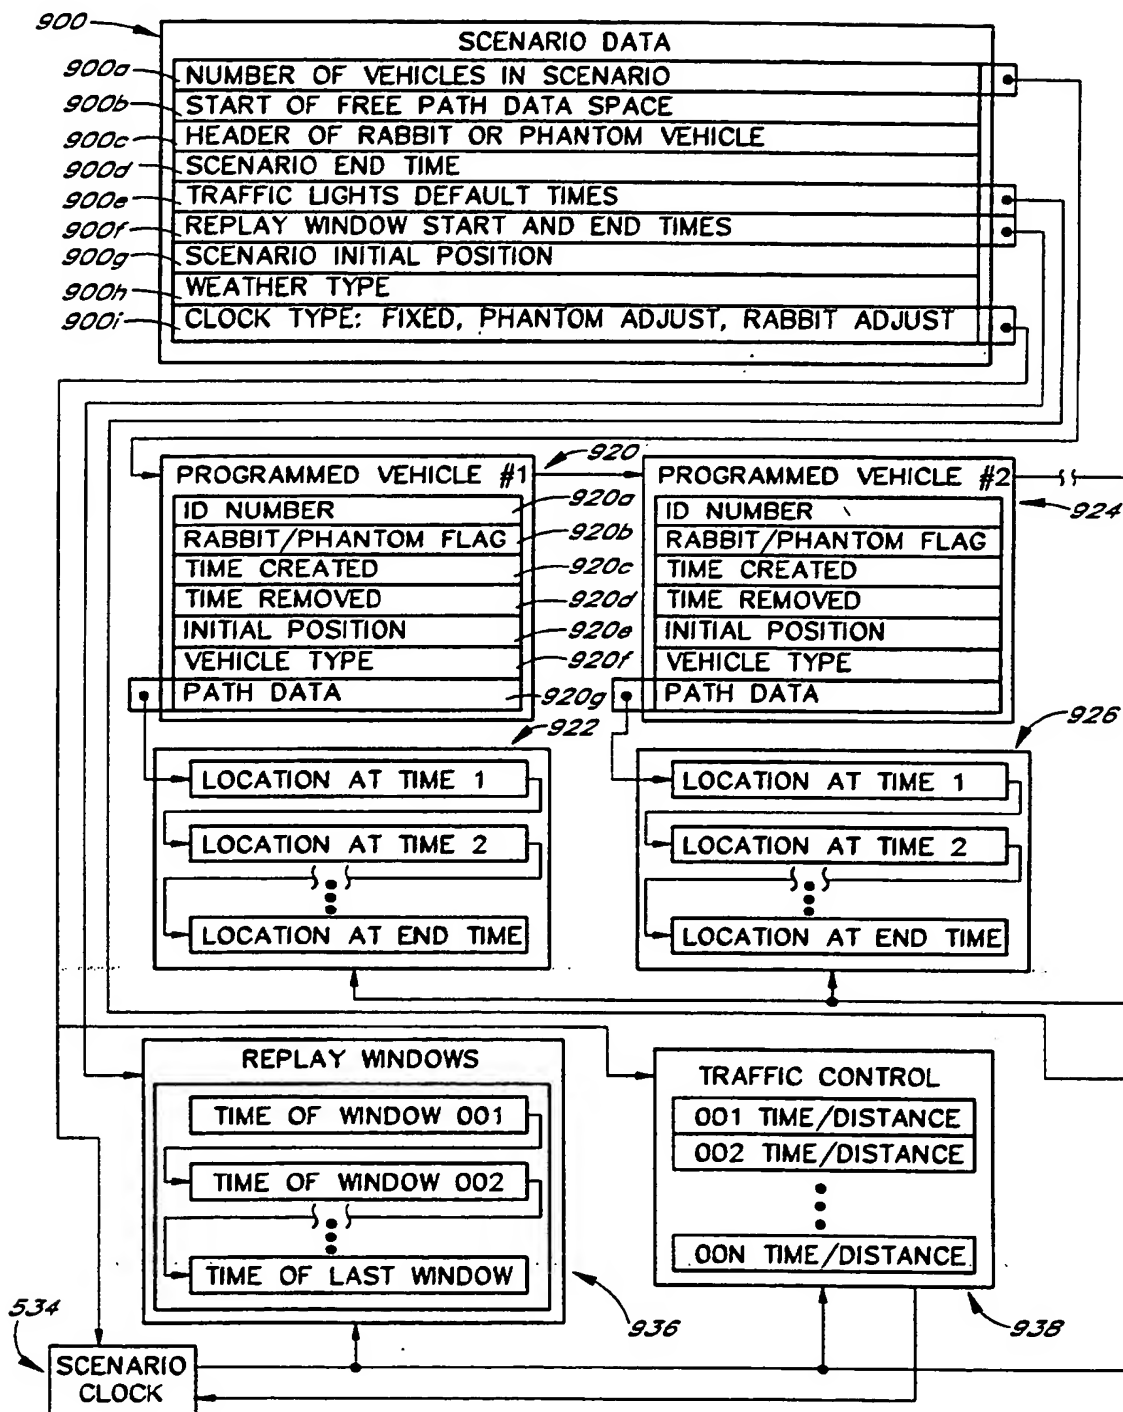 900
SCENARIO DATA
900a NUMBER OF VEHICLES IN SCENARIO
900b START OF FREE PATH DATA SPACE
900c HEADER OF RABBIT OR PHANTOM VEHICLE
900d SCENARIO END TIME
900e TRAFFIC LIGHTS DEFAULT TIMES
900f REPLAY WINDOW START AND END TIMES
900g SCENARIO INITIAL POSITION
900h WEATHER TYPE
900i CLOCK TYPE: FIXED, PHANTOM ADJUST, RABBIT ADJUST
PROGRAMMED VEHICLE #1
920
ID NUMBER 920a
RABBIT/PHANTOM FLAG 920b
TIME CREATED 920c
TIME REMOVED 920d
INITIAL POSITION 920e
VEHICLE TYPE 920f
PATH DATA 920g
PROGRAMMED VEHICLE #2
924
ID NUMBER
RABBIT/PHANTOM FLAG
TIME CREATED
TIME REMOVED
INITIAL POSITION
VEHICLE TYPE
PATH DATA
922
LOCATION AT TIME 1
LOCATION AT TIME 2
LOCATION AT END TIME
926
LOCATION AT TIME 1
LOCATION AT TIME 2
LOCATION AT END TIME
REPLAY WINDOWS
TIME OF WINDOW 001
TIME OF WINDOW 002
TIME OF LAST WINDOW
936
TRAFFIC CONTROL
001 TIME/DISTANCE
002 TIME/DISTANCE
00N TIME/DISTANCE
938
534
SCENARIO
CLOCK